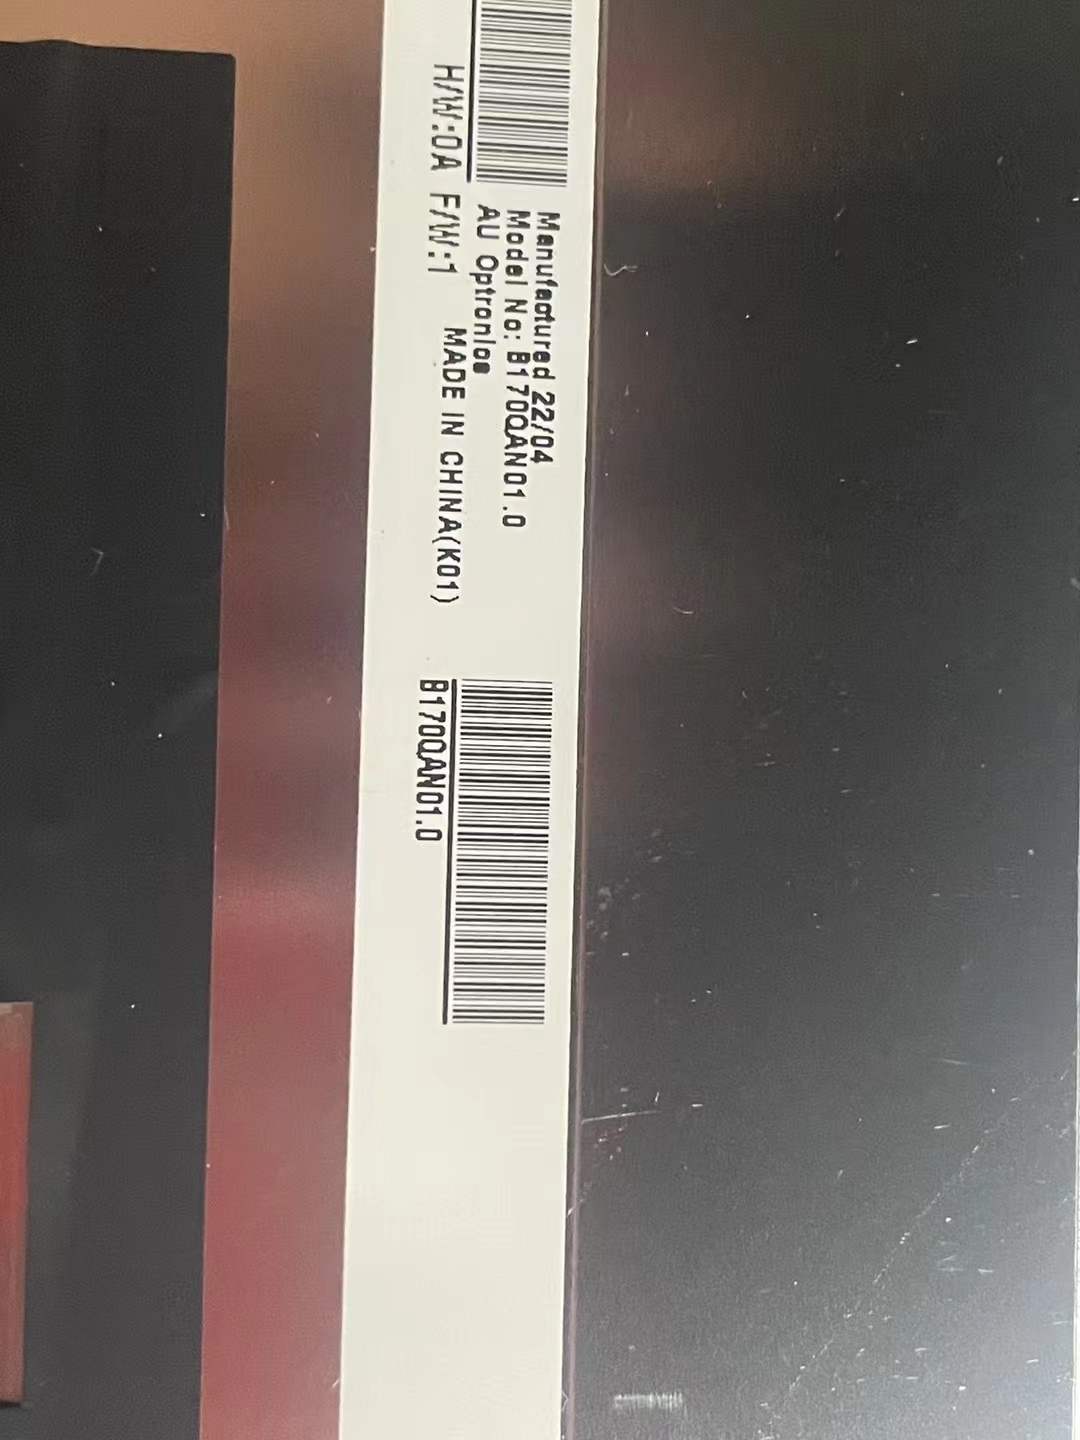 Manufactured 22/04
Model No: B170QAN01.0
AU Optronics
H/W:0A F/W:1 MADE IN CHINA(K01)
B170QAN01.0